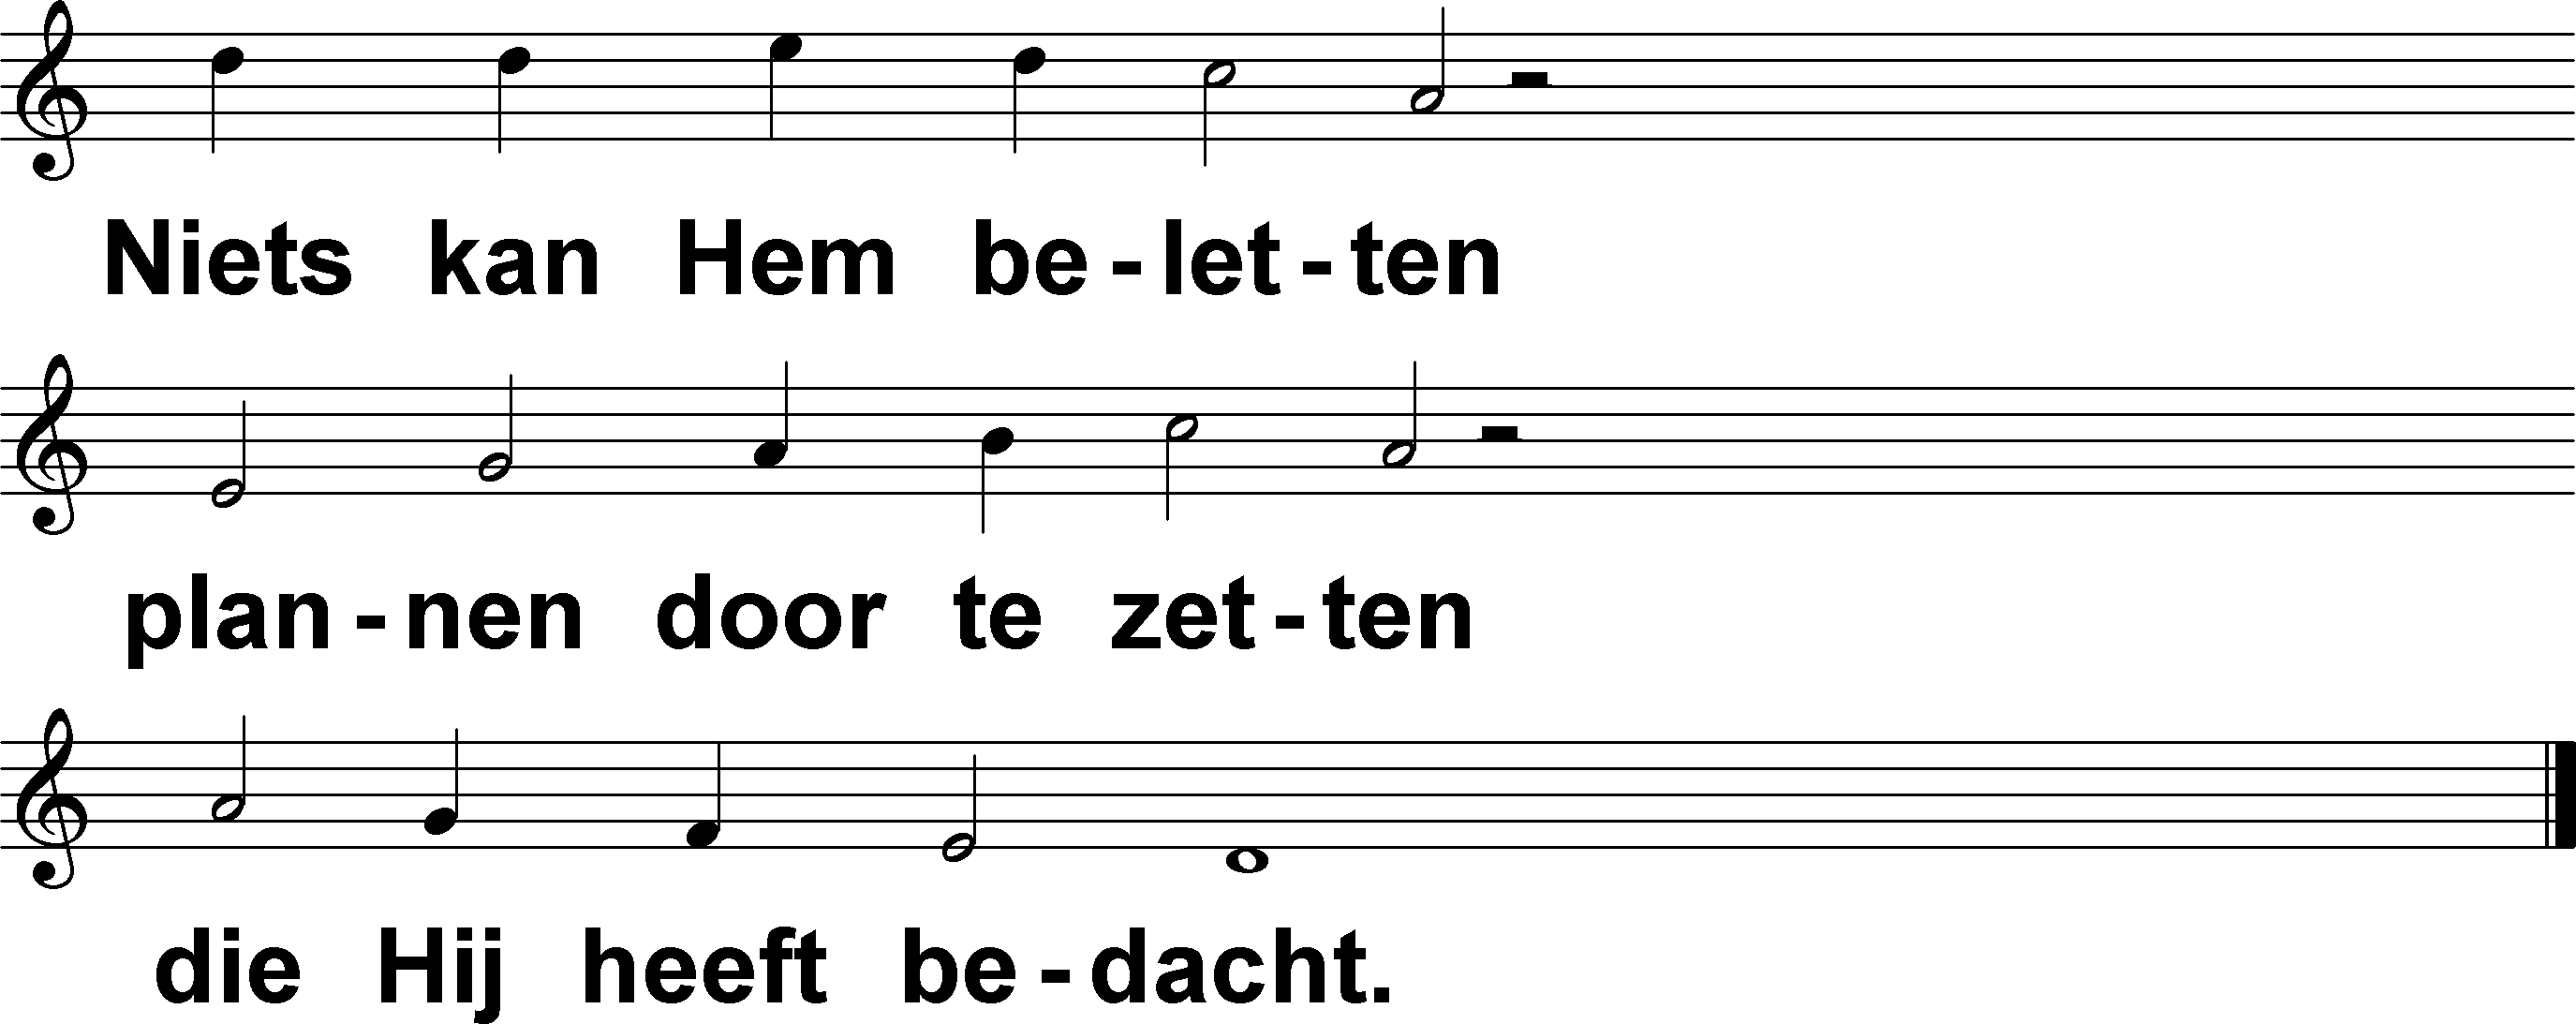 Niets kan Hem be-let-ten
plan-nen door te zet-ten
die Hij heeft be-dacht.